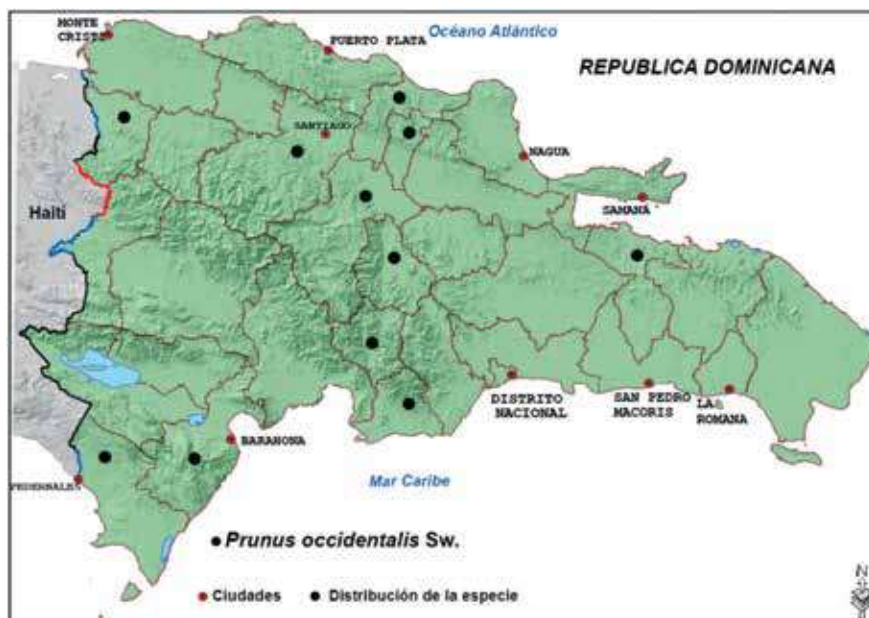 MONTE
CRISTI
PUERTO PLATA
Océano Atlántico
REPUBLICA DOMINICANA
SANTIAGO
NAGUA
SAMANÁ
Haití
DISTRITO
NACIONAL
SAN PEDRO
MACORIS
LA
ROMANA
BARAHONA
PEDERNALES
Mar Caribe
Prunus occidentalis Sw.
Ciudades
Distribución de la especie
N